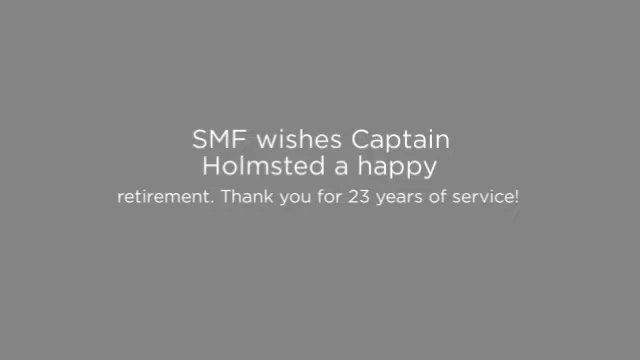 SMF wishes Captain
Holmsted a happy
retirement. Thank you for 23 years of service!